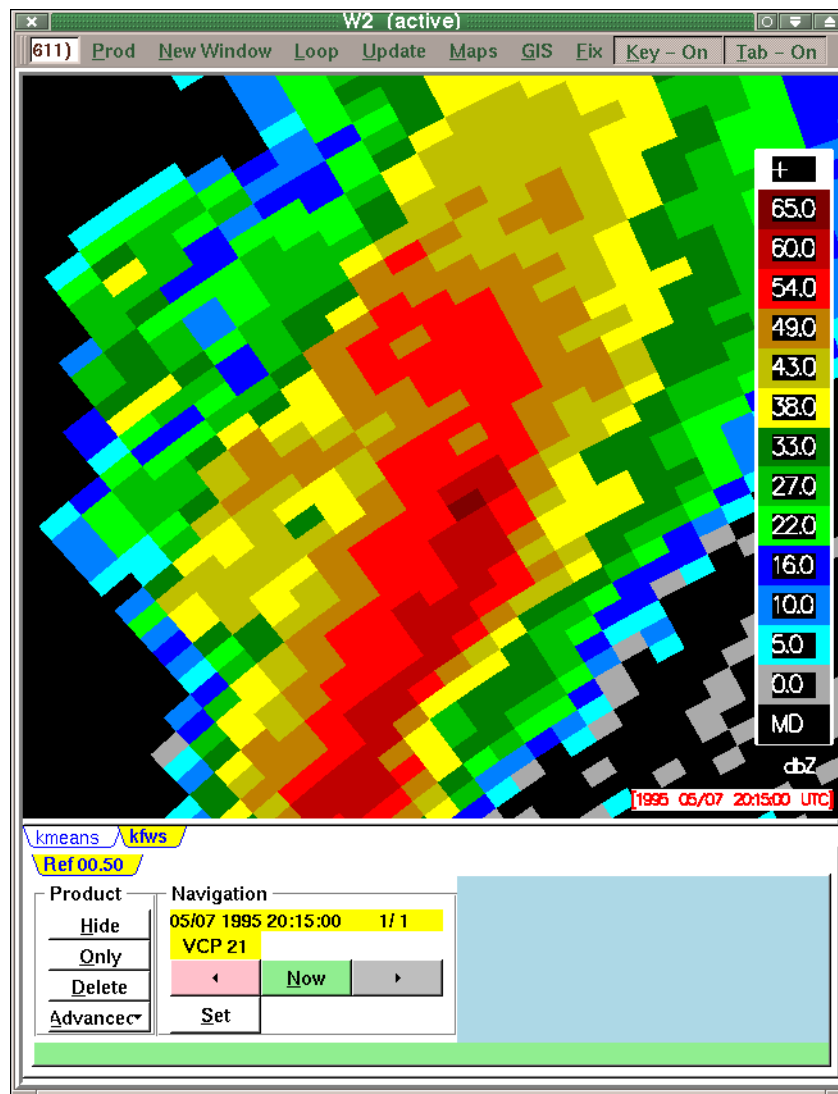 W2 (active)
611) Prod New Window Loop Update Maps GIS Fix Key – On Tab – On
+
65.0
60.0
54.0
49.0
43.0
38.0
33.0
27.0
22.0
16.0
10.0
5.0
0.0
MD
dbZ
[1995 05/07 20:15:00 UTC]
kmeans kfws
Ref 00.50
Product Navigation
Hide 05/07 1995 20:15:00 1/ 1
Only VCP 21
Delete Now
Advancec Set